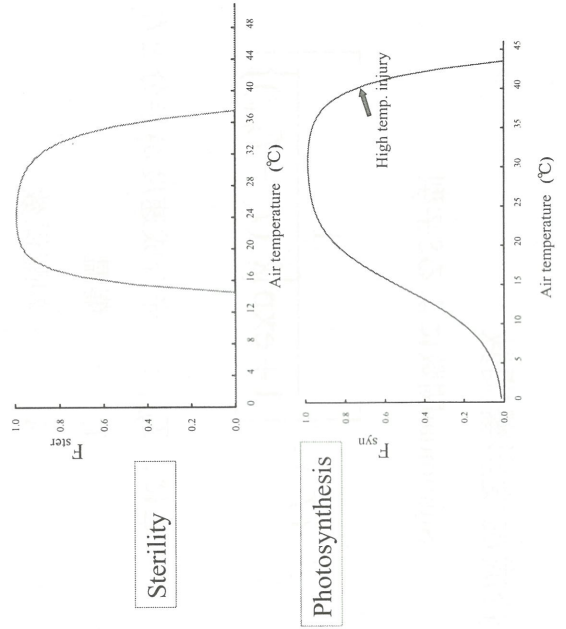 Sterility
F ster
1.0
0.8
0.6
0.4
0.2
0.0
0 4 8 12 16 20 24 28 32 36 40 44 48
Air temperature (℃)
Photosynthesis
F syn
1.0
0.8
0.6
0.4
0.2
0.0
High temp. injury
0 5 10 15 20 25 30 35 40 45
Air temperature (℃)